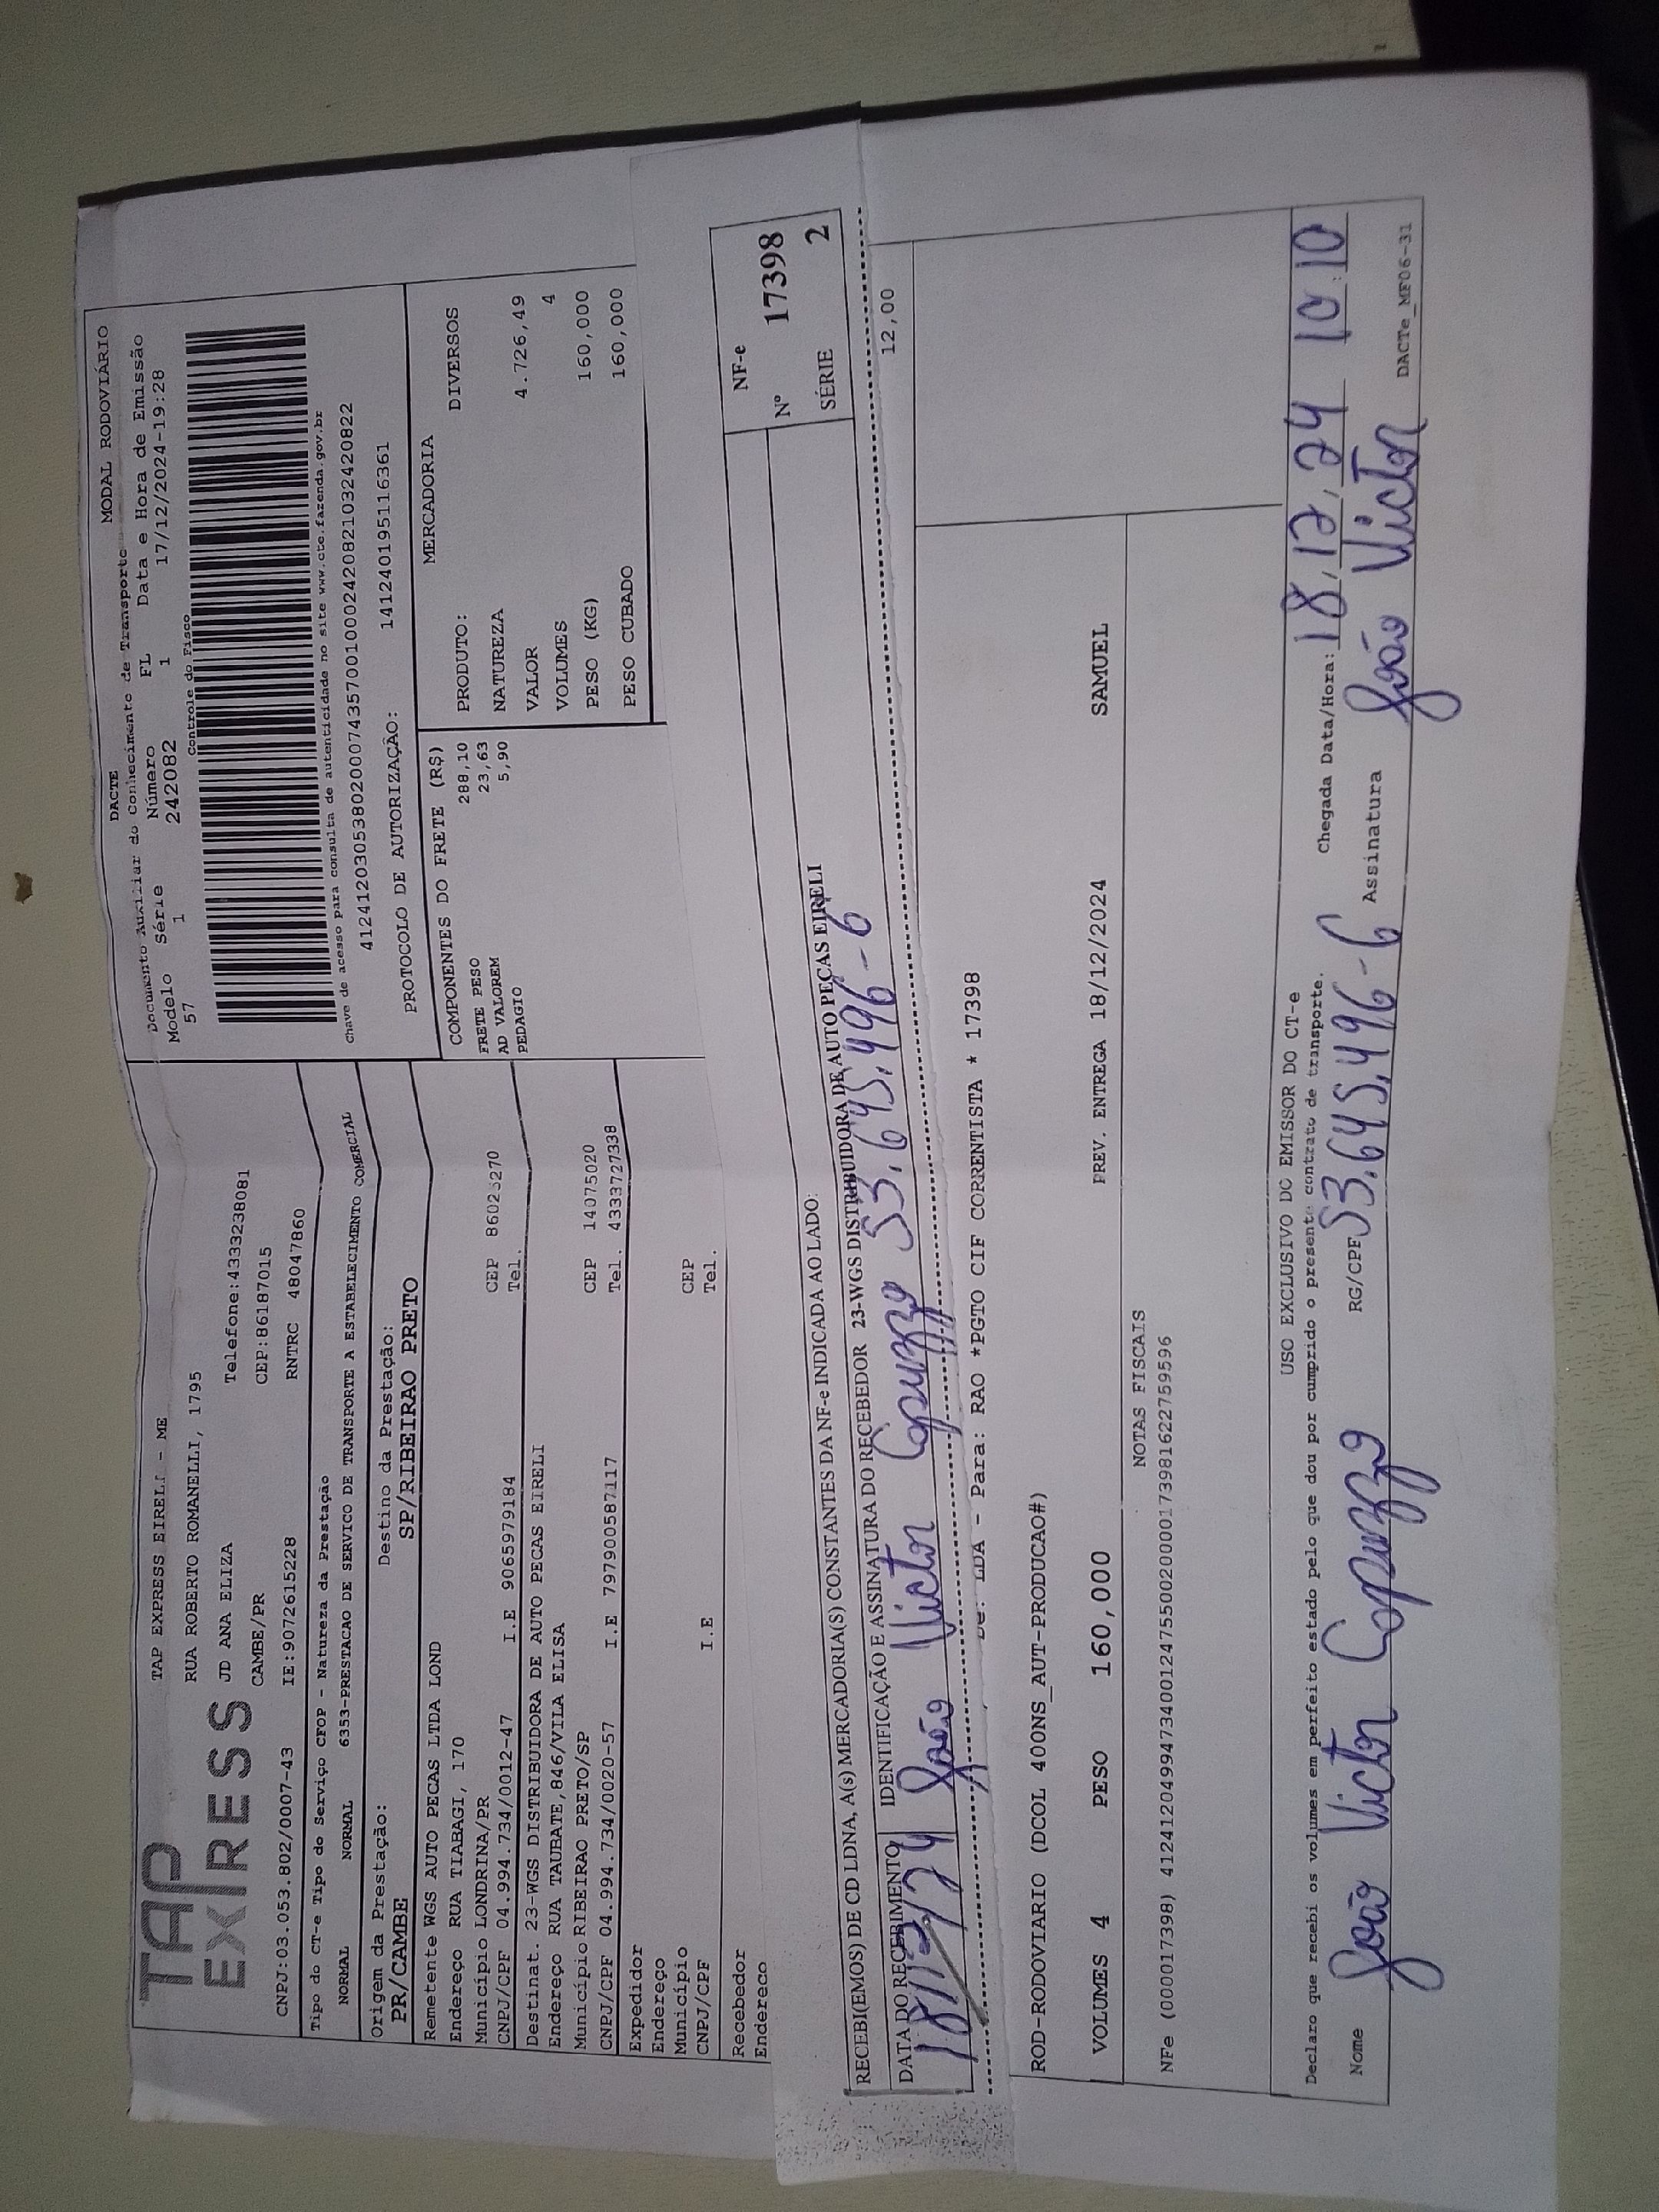 TAP
EXPRESS
TAP EXPRESS EIRELI - ME
RUA ROBERTO ROMANELLI, 1795
JD ANA ELIZA Telefone:4333238081
CAMBE/PR CEP:86187015
CNPJ:03.053.802/0007-43 IE:9072615228 RNTRC 48047860
DACTE MODAL RODOVIÁRIO
Documento Auxiliar do Conhecimento de Transporte
Modelo Série Número FL Data e Hora de Emissão
57 1 242082 1 17/12/2024-19:28
Controle do Fisco
Chave de acesso para consulta de autenticidade no site www.cte.fazenda.gov.br
41241203053802000743570010002420821032420822
PROTOCOLO DE AUTORIZAÇÃO: 141240195116361
Tipo do CT-e Tipo do Serviço CFOP - Natureza da Prestação
NORMAL NORMAL 6353-PRESTACAO DE SERVICO DE TRANSPORTE A ESTABELECIMENTO COMERCIAL
Origem da Prestação: Destino da Prestação:
PR/CAMBE SP/RIBEIRAO PRETO
Remetente WGS AUTO PECAS LTDA LOND
Endereço RUA TIABAGI, 170
Município LONDRINA/PR CEP 86025270
CNPJ/CPF 04.994.734/0012-47 I.E 9065979184 Tel.
Destinat. 23-WGS DISTRIBUIDORA DE AUTO PECAS EIRELI
Endereço RUA TAUBATE,846/VILA ELISA
Município RIBEIRAO PRETO/SP CEP 14075020
CNPJ/CPF 04.994.734/0020-57 I.E 797900587117 Tel. 4333727338
Expedidor
Endereço
Município CEP
CNPJ/CPF I.E Tel.
Recebedor
Endereço
COMPONENTES DO FRETE (R$)
FRETE PESO 288,10
AD VALOREM 23,63
PEDAGIO 5,90
MERCADORIA
PRODUTO: DIVERSOS
NATUREZA
VALOR 4.726,49
VOLUMES 4
PESO (KG) 160,000
PESO CUBADO 160,000
RECEBI(EMOS) DE CD LDNA, A(s) MERCADORIA(S) CONSTANTES DA NF-e INDICADA AO LADO:
DATA DO RECEBIMENTO IDENTIFICAÇÃO E ASSINATURA DO RECEBEDOR 23-WGS DISTRIBUIDORA DE AUTO PEÇAS EIRELI
18/12/24 João Victor Capuzzo 53.645.496-6
NF-e
Nº 17398
SÉRIE 2
12,00
De: LDA - Para: RAO *PGTO CIF CORRENTISTA * 17398
ROD-RODOVIARIO (DCOL 400NS_AUT-PRODUCAO#)
VOLUMES 4 PESO 160,000 PREV. ENTREGA 18/12/2024 SAMUEL
NOTAS FISCAIS
NFe (000017398) 41241204994734001247550020000173981622759596
USO EXCLUSIVO DO EMISSOR DO CT-e
Declaro que recebi os volumes em perfeito estado pelo que dou por cumprido o presente contrato de transporte. Chegada Data/Hora: 18/12/24 10:10
Nome João Victor Capuzzo RG/CPF 53.645.496-6 Assinatura João Victor
DACTe_MF06-31